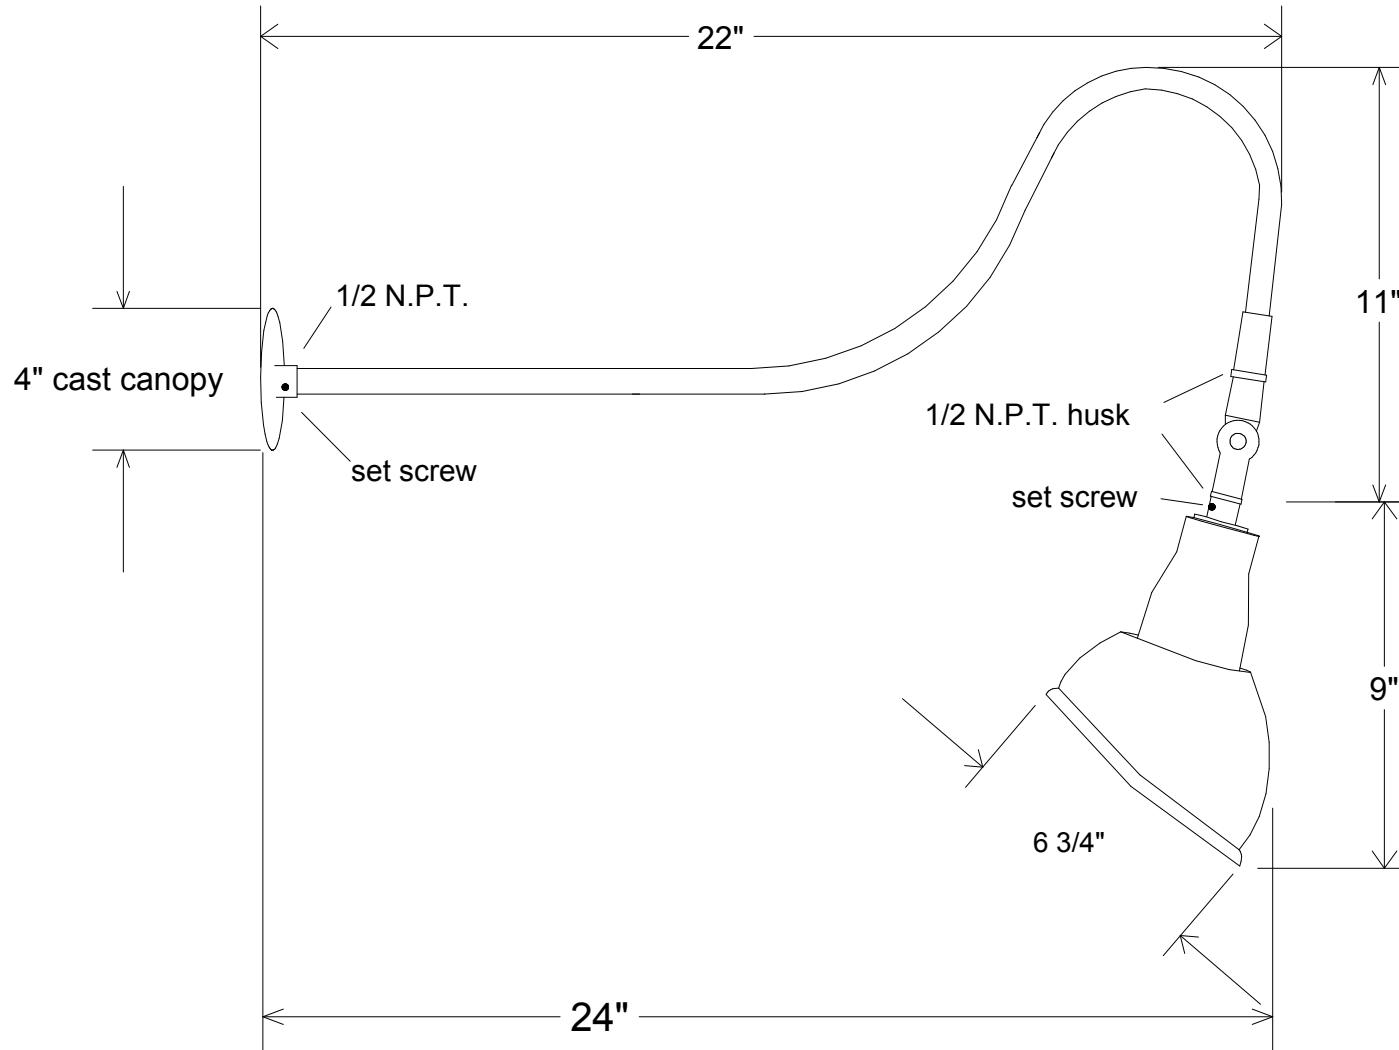 22"
1/2 N.P.T.
11"
4" cast canopy
1/2 N.P.T. husk
set screw
set screw
9"
6 3/4"
24"